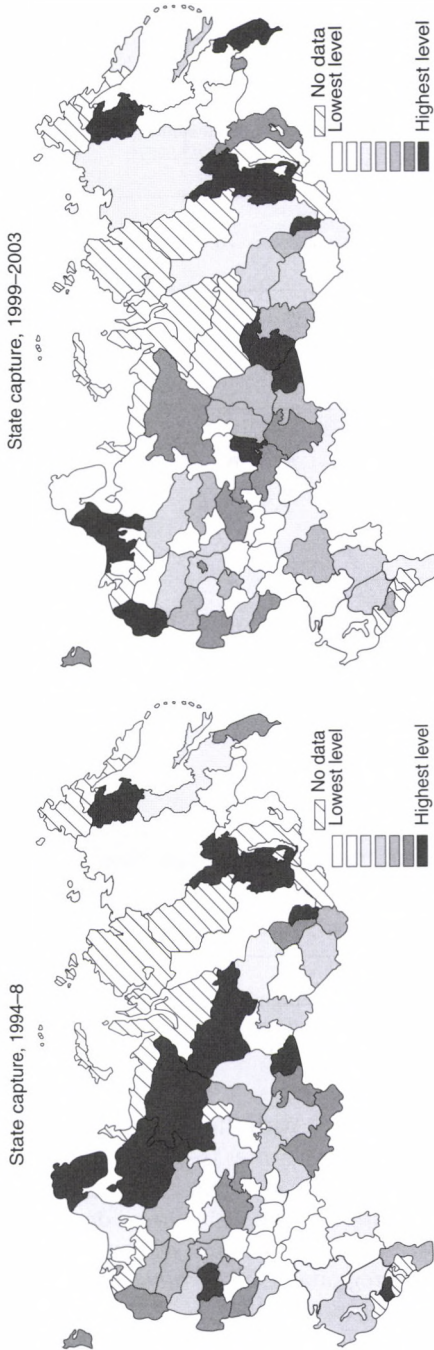 State capture, 1994–8
No data
Lowest level
Highest level
State capture, 1999–2003
No data
Lowest level
Highest level